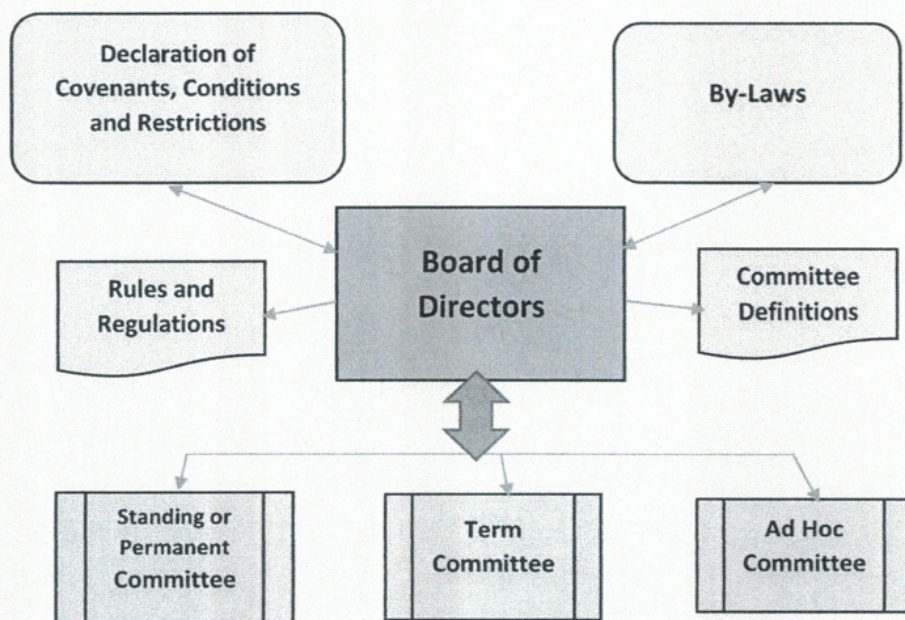 Declaration of
Covenants, Conditions
and Restrictions
By-Laws
Board of
Directors
Rules and
Regulations
Committee
Definitions
Standing or
Permanent
Committee
Term
Committee
Ad Hoc
Committee